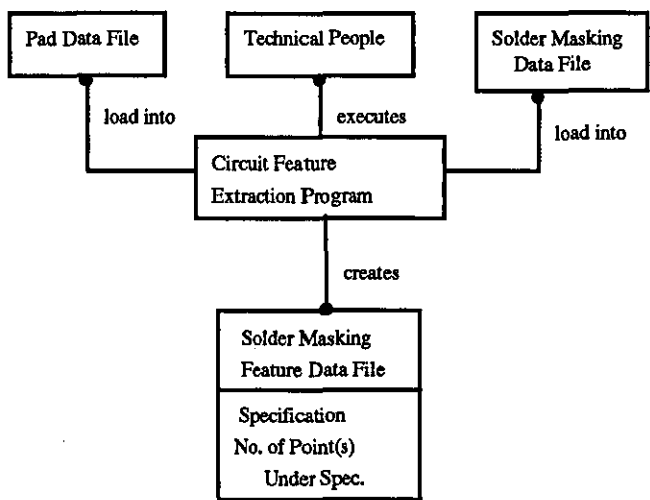 Pad Data File
Technical People
Solder Masking
Data File
load into
executes
load into
Circuit Feature
Extraction Program
creates
Solder Masking
Feature Data File
Specification
No. of Point(s)
Under Spec.